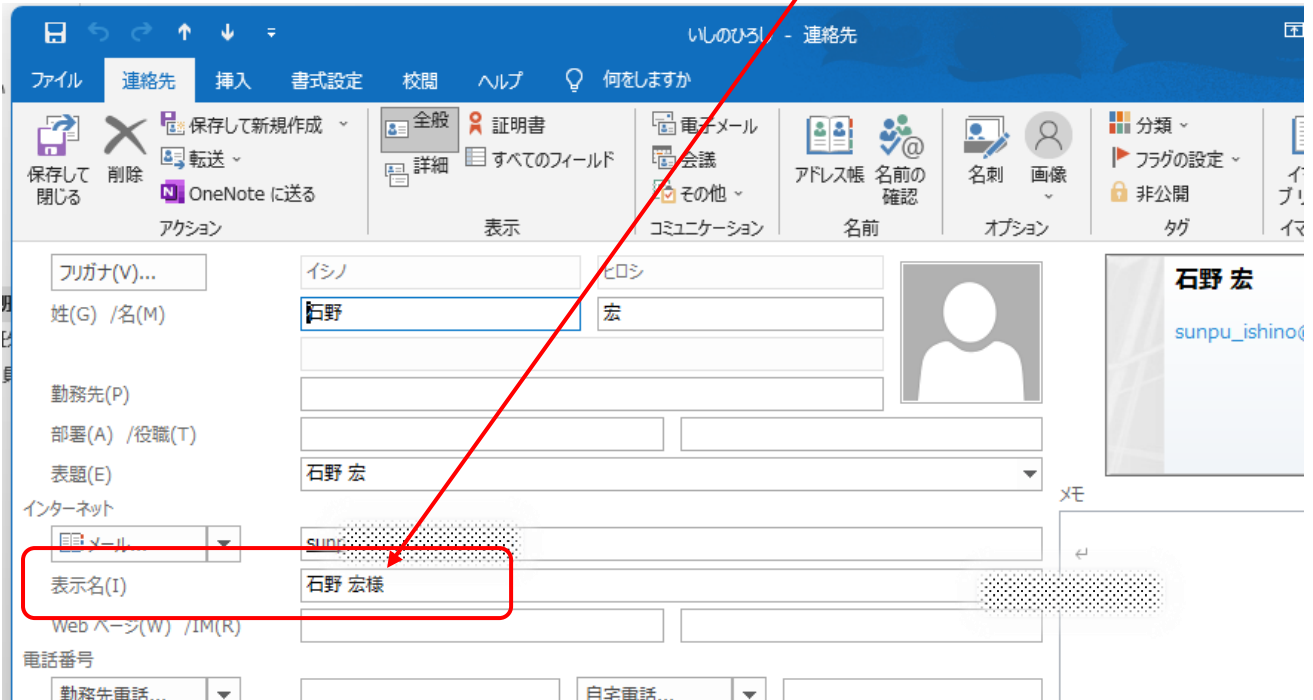 いしのひろし - 連絡先
ファイル 連絡先 挿入 書式設定 校閲 ヘルプ 何をしますか
保存して閉じる
削除
保存して新規作成
転送
OneNote に送る
アクション
全般
詳細
証明書
すべてのフィールド
表示
電子メール
会議
その他
コミュニケーション
アドレス帳
名前の確認
名前
名刺
画像
オプション
分類
フラグの設定
非公開
タグ
フリガナ(V)... イシノ ヒロシ
姓(G) /名(M) 石野 宏
勤務先(P)
部署(A) /役職(T)
表題(E) 石野 宏
石野 宏
sunpu_ishino@
メモ
インターネット
メール...
表示名(I) 石野 宏様
Web ページ(W) /IM(R)
電話番号
勤務先電話... 自宅電話...